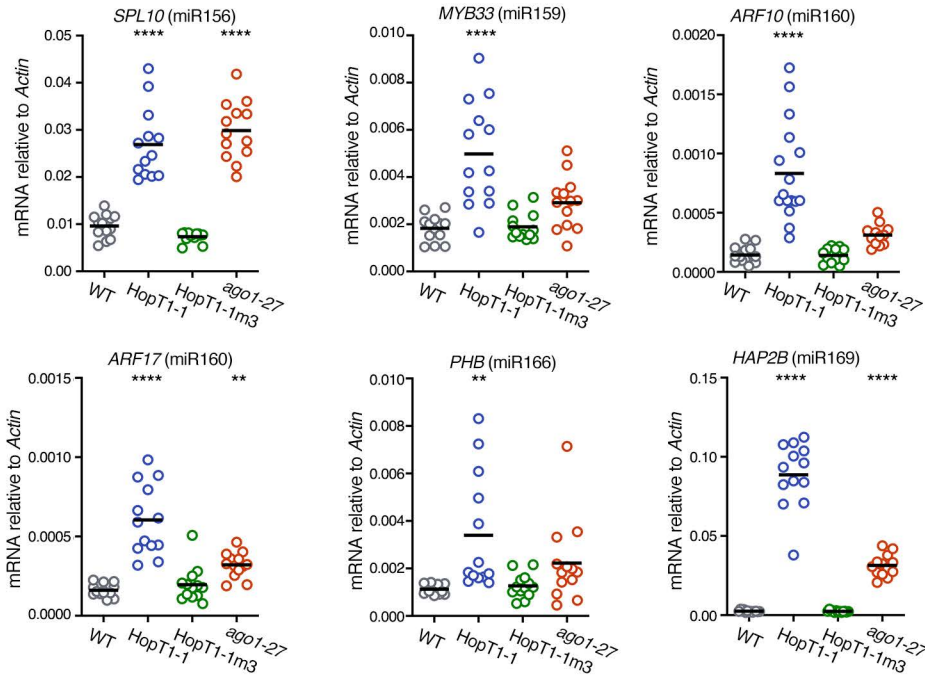 SPL10 (miR156)
****
****
mRNA relative to Actin
0.05
0.04
0.03
0.02
0.01
0.00
WT
HopT1-1
HopT1-1m3
ago1-27
MYB33 (miR159)
****
mRNA relative to Actin
0.010
0.008
0.006
0.004
0.002
0.000
WT
HopT1-1
HopT1-1m3
ago1-27
ARF10 (miR160)
****
mRNA relative to Actin
0.0020
0.0015
0.0010
0.0005
0.0000
WT
HopT1-1
HopT1-1m3
ago1-27
ARF17 (miR160)
****
**
mRNA relative to Actin
0.0015
0.0010
0.0005
0.0000
WT
HopT1-1
HopT1-1m3
ago1-27
PHB (miR166)
**
mRNA relative to Actin
0.010
0.008
0.006
0.004
0.002
0.000
WT
HopT1-1
HopT1-1m3
ago1-27
HAP2B (miR169)
****
****
mRNA relative to Actin
0.15
0.10
0.05
0.00
WT
HopT1-1
HopT1-1m3
ago1-27